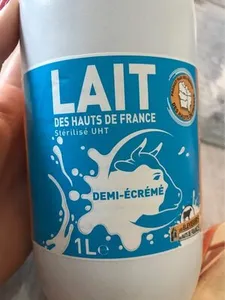 LAIT
DES HAUTS DE FRANCE
Stérilisé UHT
DEMI-ÉCRÉMÉ
1L℮